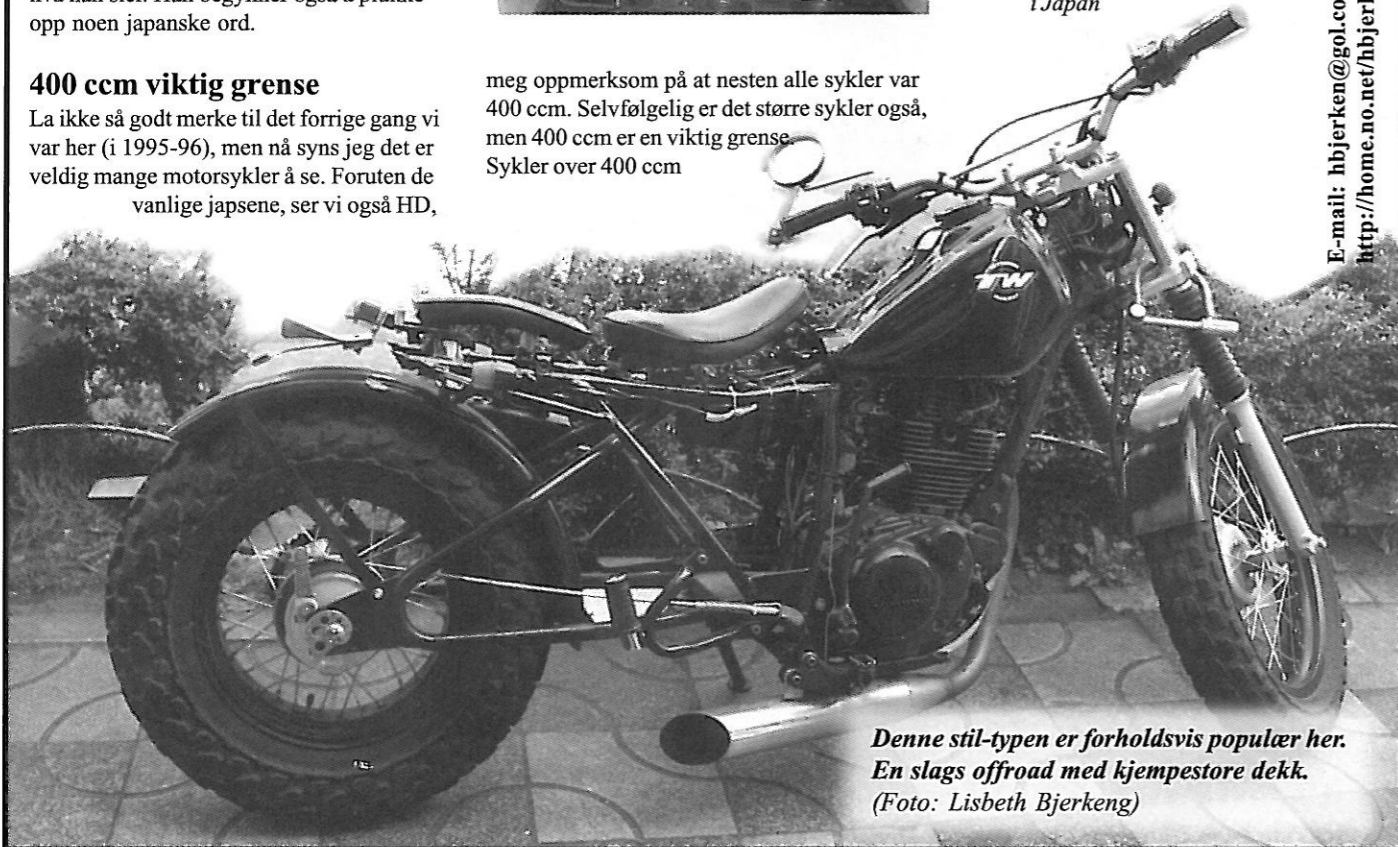 opp noen japanske ord.
400 ccm viktig grense
La ikke så godt merke til det forrige gang vi
var her (i 1995-96), men nå syns jeg det er
veldig mange motorsykler å se. Foruten de
vanlige japsene, ser vi også HD,
meg oppmerksom på at nesten alle sykler var
400 ccm. Selvfølgelig er det større sykler også,
men 400 ccm er en viktig grense.
Sykler over 400 ccm
i Japan
E-mail: hbjerken@gol.co
http://home.no.net/hbjerk
TW
Denne stil-typen er forholdsvis populær her.
En slags offroad med kjempestore dekk.
(Foto: Lisbeth Bjerkeng)